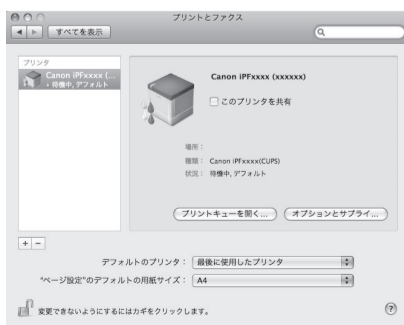 プリントとファクス
すべてを表示
プリンタ
Canon iPFxxxx (...
• 待機中, デフォルト
Canon iPFxxxx (xxxxxx)
このプリンタを共有
場所：
種類： Canon iPFxxxx(CUPS)
状況： 待機中, デフォルト
プリントキューを開く... オプションとサプライ...
+ −
デフォルトのプリンタ： 最後に使用したプリンタ
"ページ設定"のデフォルトの用紙サイズ： A4
変更できないようにするにはカギをクリックします。 ?